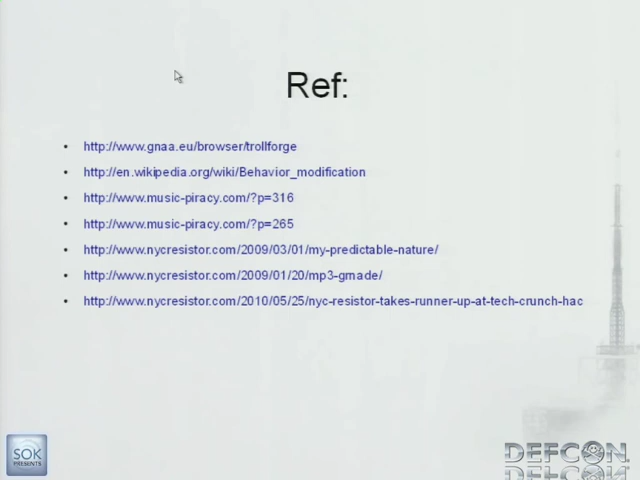 Ref:
• http://www.gnaa.eu/browser/trollforge
• http://en.wikipedia.org/wiki/Behavior_modification
• http://www.music-piracy.com/?p=316
• http://www.music-piracy.com/?p=265
• http://www.nycresistor.com/2009/03/01/my-predictable-nature/
• http://www.nycresistor.com/2009/01/20/mp3-gmade/
• http://www.nycresistor.com/2010/05/25/nyc-resistor-takes-runner-up-at-tech-crunch-hac
SOK
PRESENTS
DEFCON